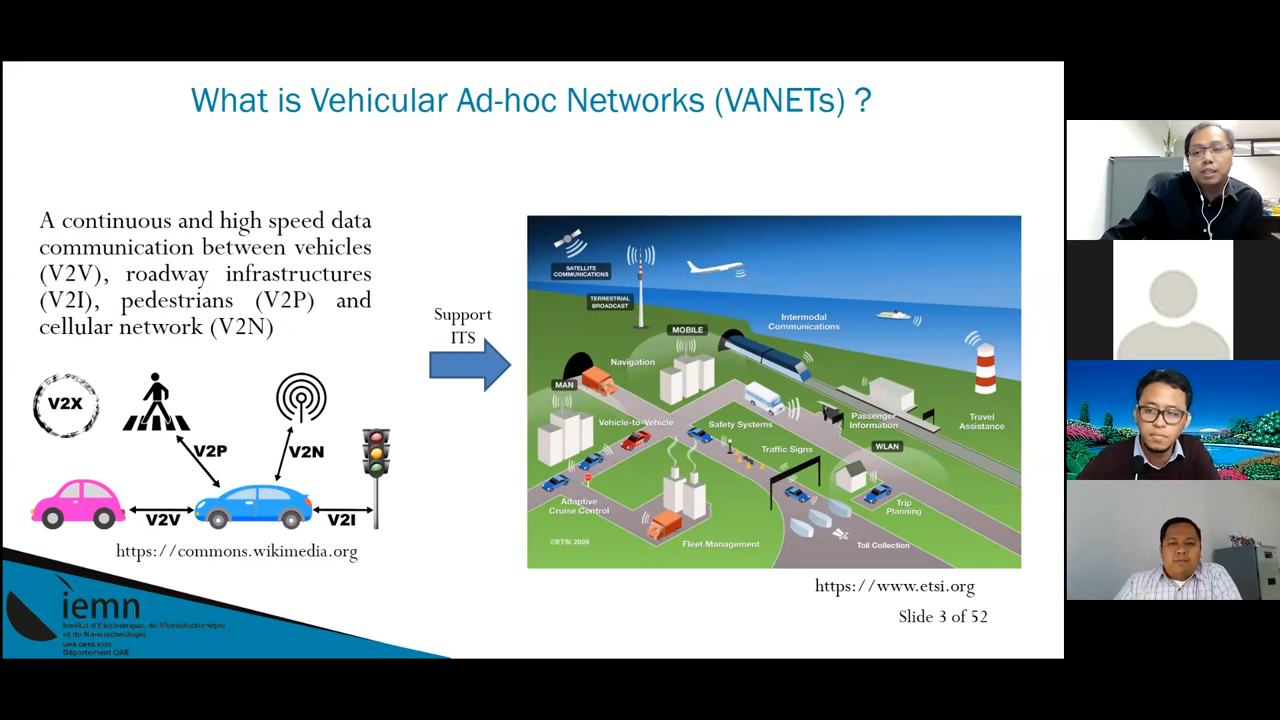 What is Vehicular Ad-hoc Networks (VANETs) ?
A continuous and high speed data
communication between vehicles
(V2V), roadway infrastructures
(V2I), pedestrians (V2P) and
cellular network (V2N)
V2X
V2P
V2N
V2V
V2I
https://commons.wikimedia.org
Support
ITS
SATELLITE
COMMUNICATIONS
TERRESTRIAL
BROADCAST
MOBILE
Intermodal
Communications
Navigation
MAN
Vehicle-to-Vehicle
Safety Systems
Passenger
Information
Travel
Assistance
WLAN
Traffic Signs
Adaptive
Cruise Control
Trip
Planning
©ETSI 2008
Fleet Management
Toll Collection
https://www.etsi.org
Slide 3 of 52
iemn
Institut d'Electronique, de Microélectronique
et de Nanotechnologie
UMR CNRS 8520
Département OAE